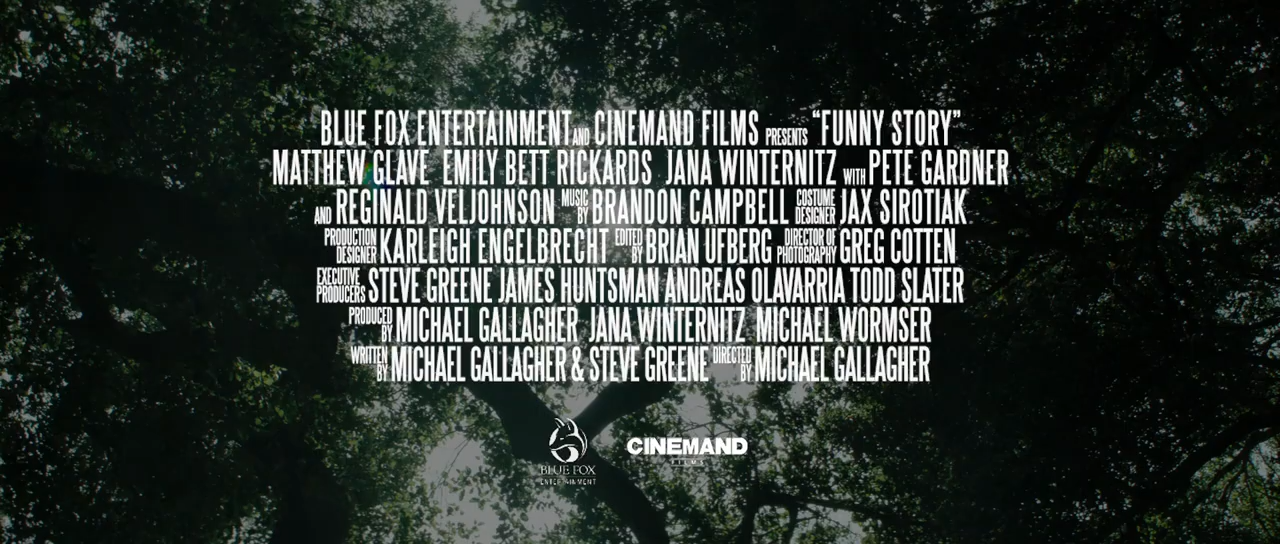 BLUE FOX ENTERTAINMENT AND CINEMAND FILMS PRESENTS “FUNNY STORY”
MATTHEW GLAVE EMILY BETT RICKARDS JANA WINTERNITZ WITH PETE GARDNER
AND REGINALD VELJOHNSON MUSIC BY BRANDON CAMPBELL COSTUME DESIGNER JAX SIROTIAK
PRODUCTION DESIGNER KARLEIGH ENGELBRECHT EDITED BY BRIAN UFBERG DIRECTOR OF PHOTOGRAPHY GREG COTTEN
EXECUTIVE PRODUCERS STEVE GREENE JAMES HUNTSMAN ANDREAS OLAVARRIA TODD SLATER
PRODUCED BY MICHAEL GALLAGHER JANA WINTERNITZ MICHAEL WORMSER
WRITTEN BY MICHAEL GALLAGHER & STEVE GREENE DIRECTED BY MICHAEL GALLAGHER
BLUE FOX ENTERTAINMENT
CINEMAND FILMS